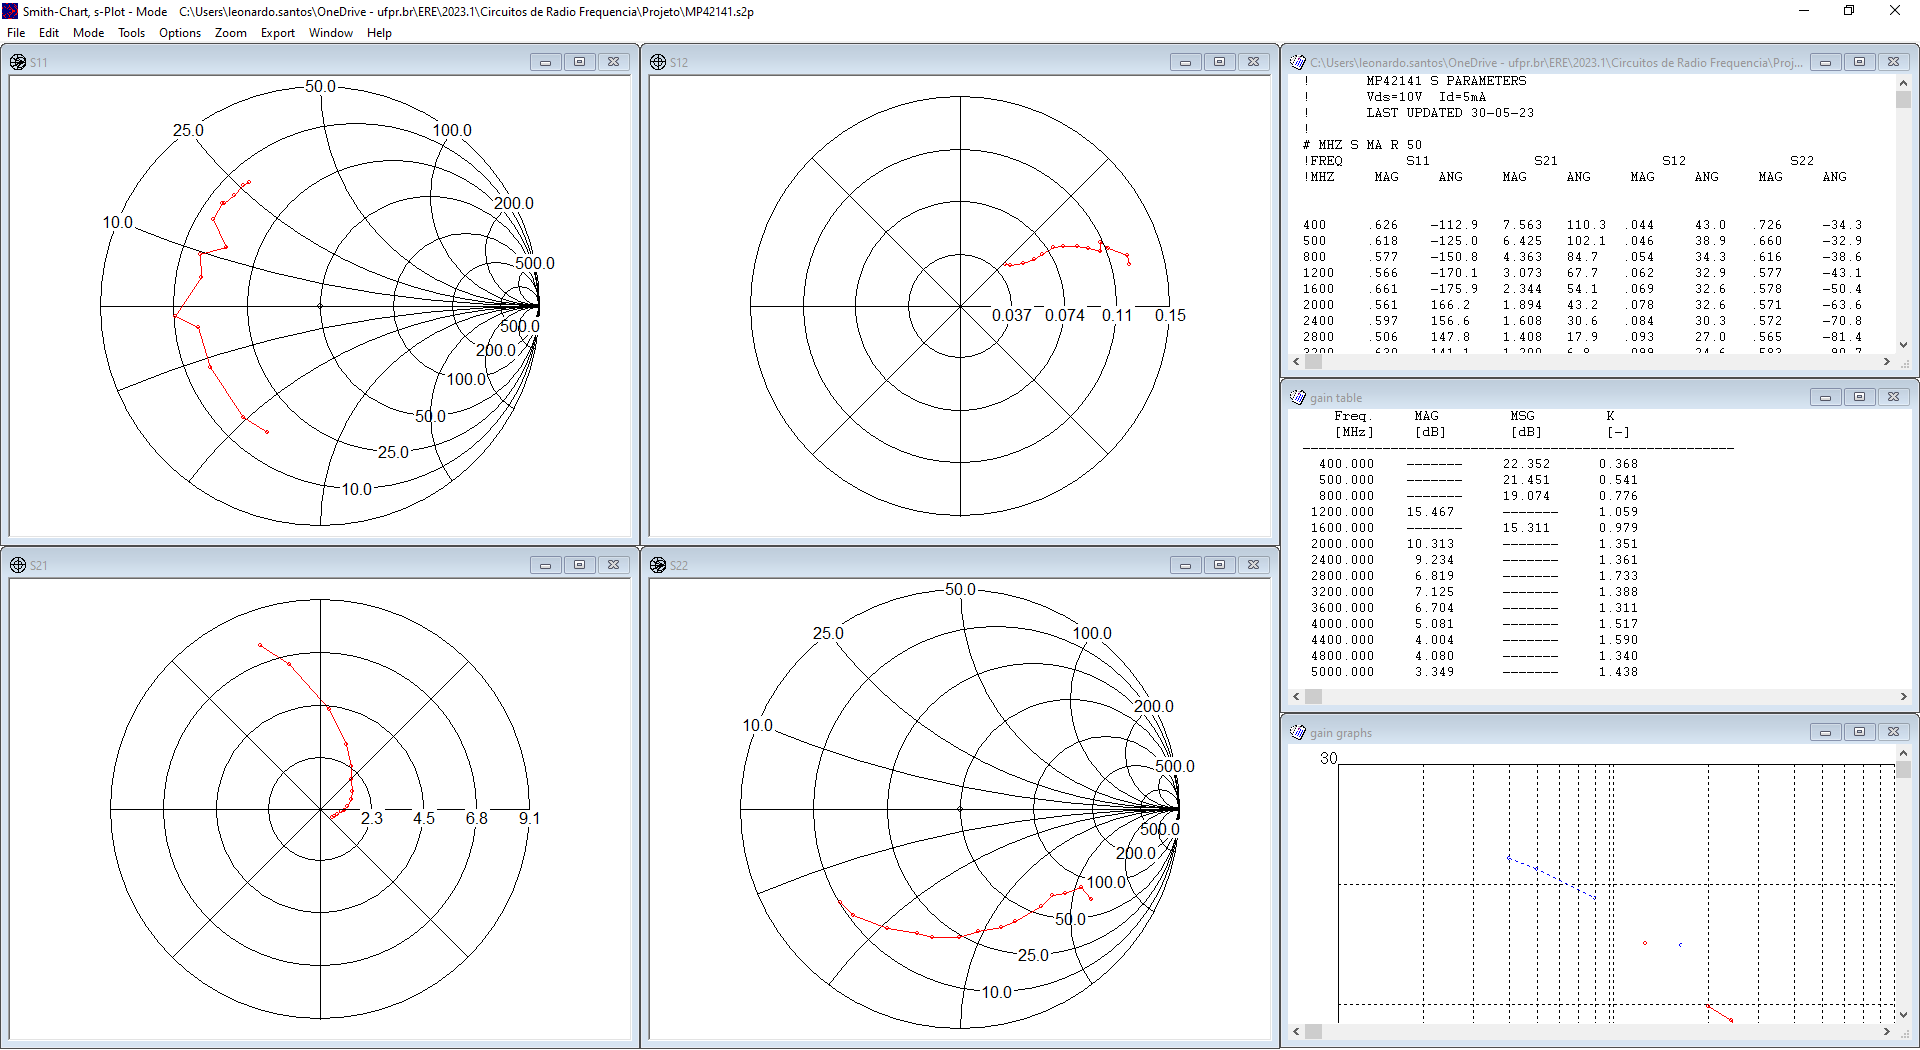 Smith-Chart, s-Plot - Mode C:\Users\leonardo.santos\OneDrive - ufpr.br\ERE\2023.1\Circuitos de Radio Frequencia\Projeto\MP42141.s2p
File Edit Mode Tools Options Zoom Export Window Help
S11
50.0
25.0
100.0
10.0
200.0
500.0
500.0
200.0
100.0
50.0
25.0
10.0
S12
0.037 0.074 0.11 0.15
C:\Users\leonardo.santos\OneDrive - ufpr.br\ERE\2023.1\Circuitos de Radio Frequencia\Proj...
! MP42141 S PARAMETERS
! Vds=10V Id=5mA
! LAST UPDATED 30-05-23
!
# MHZ S MA R 50
!FREQ S11 S21 S12 S22
!MHZ MAG ANG MAG ANG MAG ANG MAG ANG
400 .626 -112.9 7.563 110.3 .044 43.0 .726 -34.3
500 .618 -125.0 6.425 102.1 .046 38.9 .660 -32.9
800 .577 -150.8 4.363 84.7 .054 34.3 .616 -38.6
1200 .566 -170.1 3.073 67.7 .062 32.9 .577 -43.1
1600 .661 -175.9 2.344 54.1 .069 32.6 .578 -50.4
2000 .561 166.2 1.894 43.2 .078 32.6 .571 -63.6
2400 .597 156.6 1.608 30.6 .084 30.3 .572 -70.8
2800 .506 147.8 1.408 17.9 .093 27.0 .565 -81.4
gain table
Freq. MAG MSG K
[MHz] [dB] [dB] [-]
400.000 ------- 22.352 0.368
500.000 ------- 21.451 0.541
800.000 ------- 19.074 0.776
1200.000 15.467 ------- 1.059
1600.000 ------- 15.311 0.979
2000.000 10.313 ------- 1.351
2400.000 9.234 ------- 1.361
2800.000 6.819 ------- 1.733
3200.000 7.125 ------- 1.388
3600.000 6.704 ------- 1.311
4000.000 5.081 ------- 1.517
4400.000 4.004 ------- 1.590
4800.000 4.080 ------- 1.340
5000.000 3.349 ------- 1.438
S21
2.3 4.5 6.8 9.1
S22
50.0
25.0
100.0
200.0
10.0
500.0
500.0
200.0
100.0
50.0
25.0
10.0
gain graphs
30